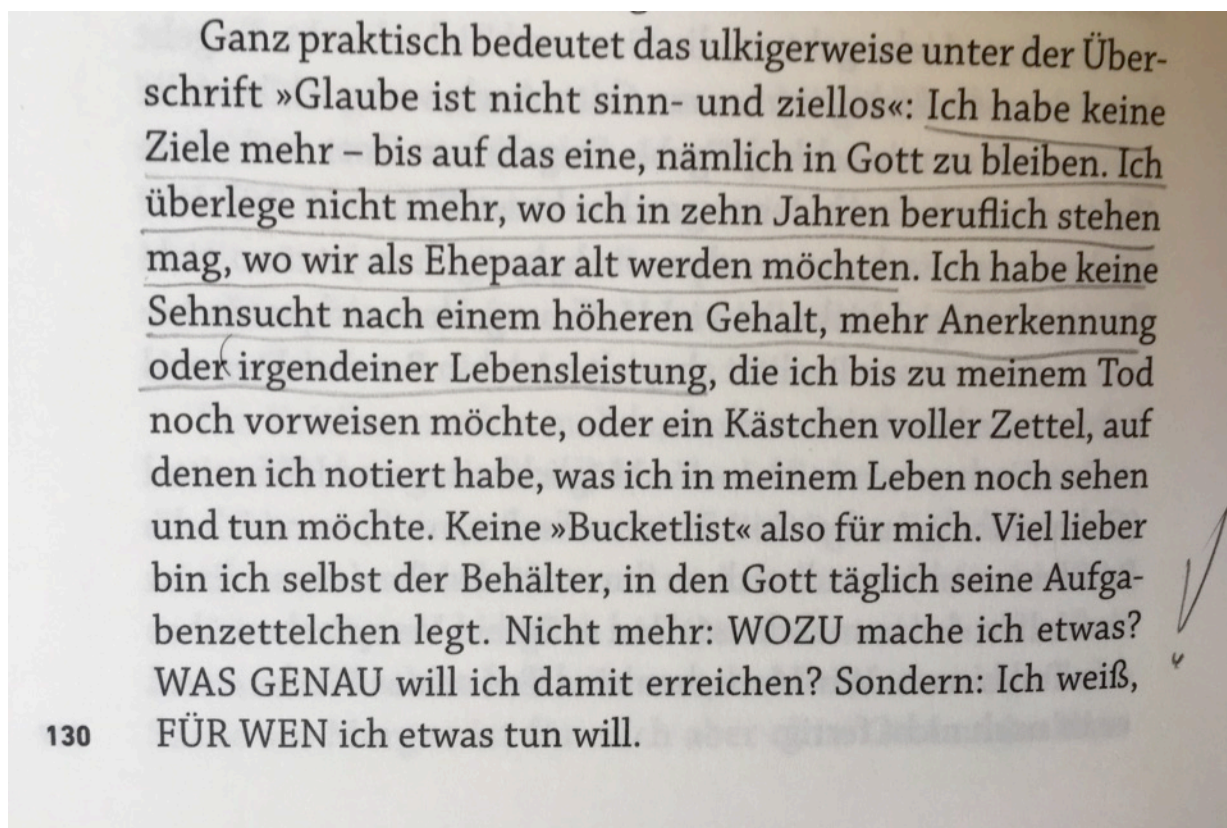 Ganz praktisch bedeutet das ulkigerweise unter der Über-
schrift »Glaube ist nicht sinn- und ziellos«: Ich habe keine
Ziele mehr – bis auf das eine, nämlich in Gott zu bleiben. Ich
überlege nicht mehr, wo ich in zehn Jahren beruflich stehen
mag, wo wir als Ehepaar alt werden möchten. Ich habe keine
Sehnsucht nach einem höheren Gehalt, mehr Anerkennung
oder irgendeiner Lebensleistung, die ich bis zu meinem Tod
noch vorweisen möchte, oder ein Kästchen voller Zettel, auf
denen ich notiert habe, was ich in meinem Leben noch sehen
und tun möchte. Keine »Bucketlist« also für mich. Viel lieber
bin ich selbst der Behälter, in den Gott täglich seine Aufga-
benzettelchen legt. Nicht mehr: WOZU mache ich etwas?
WAS GENAU will ich damit erreichen? Sondern: Ich weiß,
130 FÜR WEN ich etwas tun will.